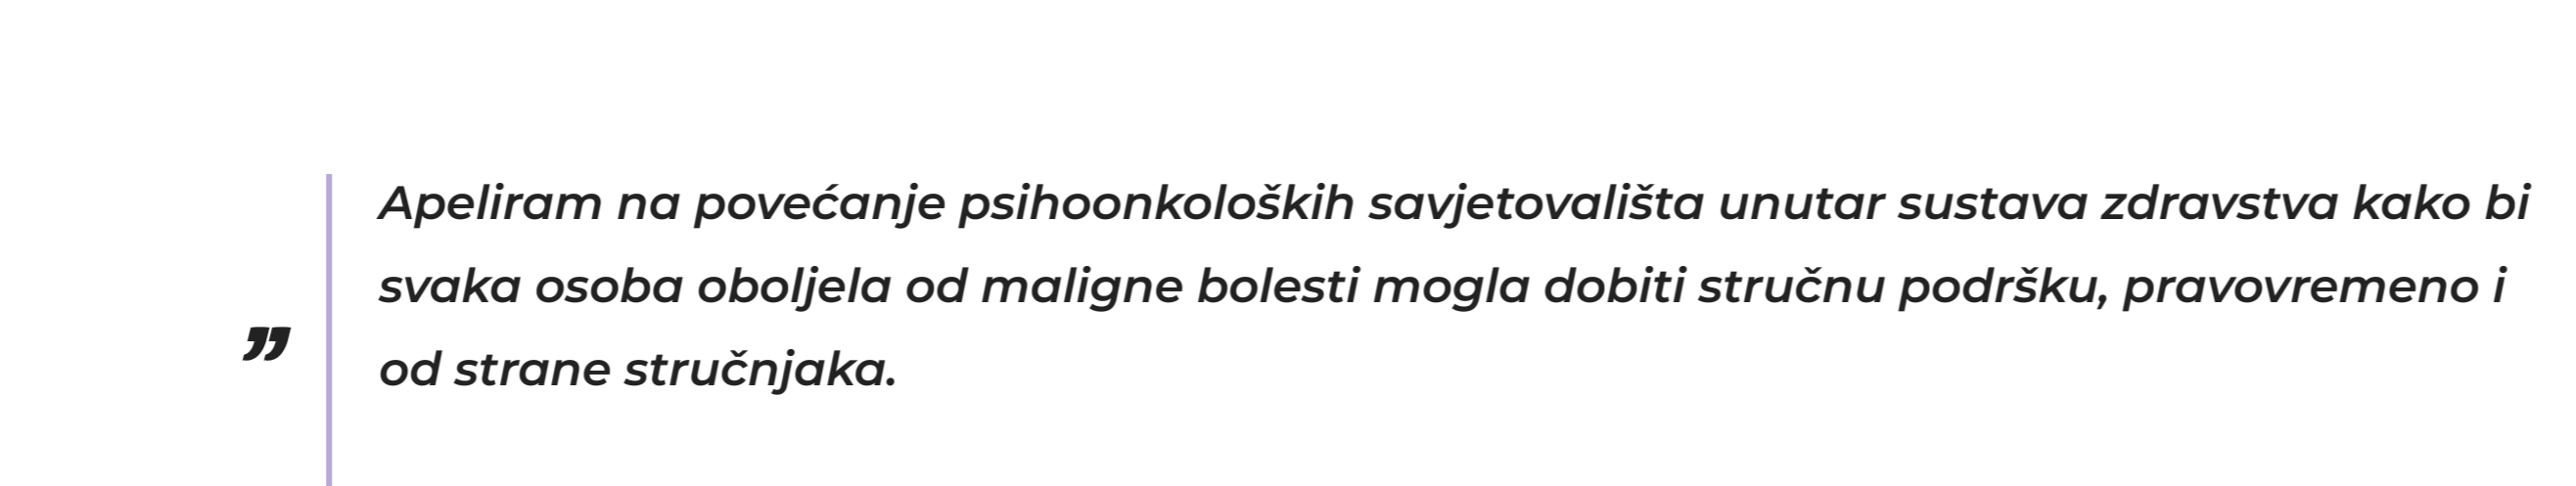 Apeliram na povećanje psihoonkoloških savjetovališta unutar sustava zdravstva kako bi
svaka osoba oboljela od maligne bolesti mogla dobiti stručnu podršku, pravovremeno i
”
od strane stručnjaka.